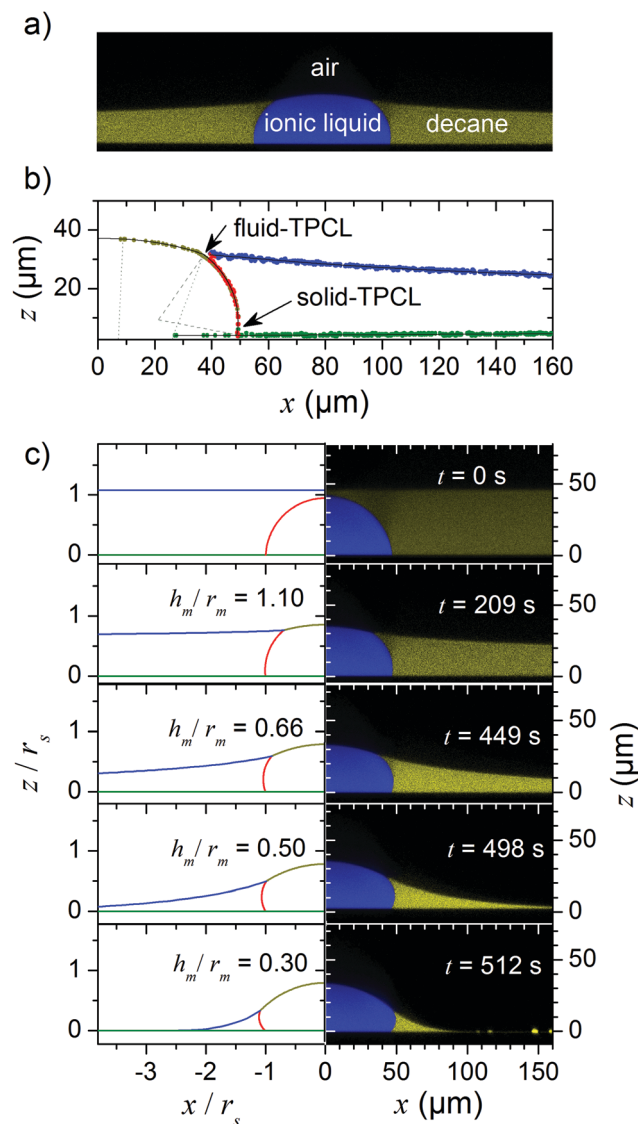 a)
air
ionic liquid
decane
b)
fluid-TPCL
solid-TPCL
40
20
z (µm)
0 20 40 60 80 100 120 140 160
x (µm)
c)
1
0
t = 0 s
50
0
h_m/r_m = 1.10
1
0
t = 209 s
50
0
h_m/r_m = 0.66
1
0
t = 449 s
50
0
z / r_s
z (µm)
h_m/r_m = 0.50
1
0
t = 498 s
50
0
h_m/r_m = 0.30
1
0
t = 512 s
50
0
-3 -2 -1 0 50 100 150
x / r_s
x (µm)